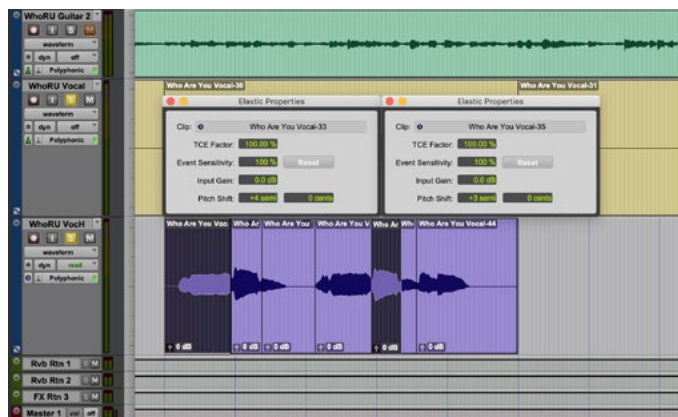 WhoRU Guitar 2
I S M
waveform
dyn off
Polyphonic
WhoRU Vocal
I S M
waveform
dyn off
Polyphonic
Who Are You Vocal-30
Who Are You Vocal-31
Elastic Properties
Clip: Who Are You Vocal-33
TCE Factor: 100.00 %
Event Sensitivity: 100 % Reset
Input Gain: 0.0 dB
Pitch Shift: +4 semi 0 cents
Elastic Properties
Clip: Who Are You Vocal-35
TCE Factor: 100.00 %
Event Sensitivity: 100 % Reset
Input Gain: 0.0 dB
Pitch Shift: +3 semi 0 cents
WhoRU VocH
I S M
waveform
dyn read
Polyphonic
Who Are You Voc
Who Ar
Who Are You
Who Are You V
Who Ar
Wh
Who Are You Vocal-44
0 dB
0 dB
0 dB
0 dB
0 dB
0 dB
Rvb Rtn 1 S M
Rvb Rtn 2 S M
FX Rtn 3 S M
Master 1 vol off